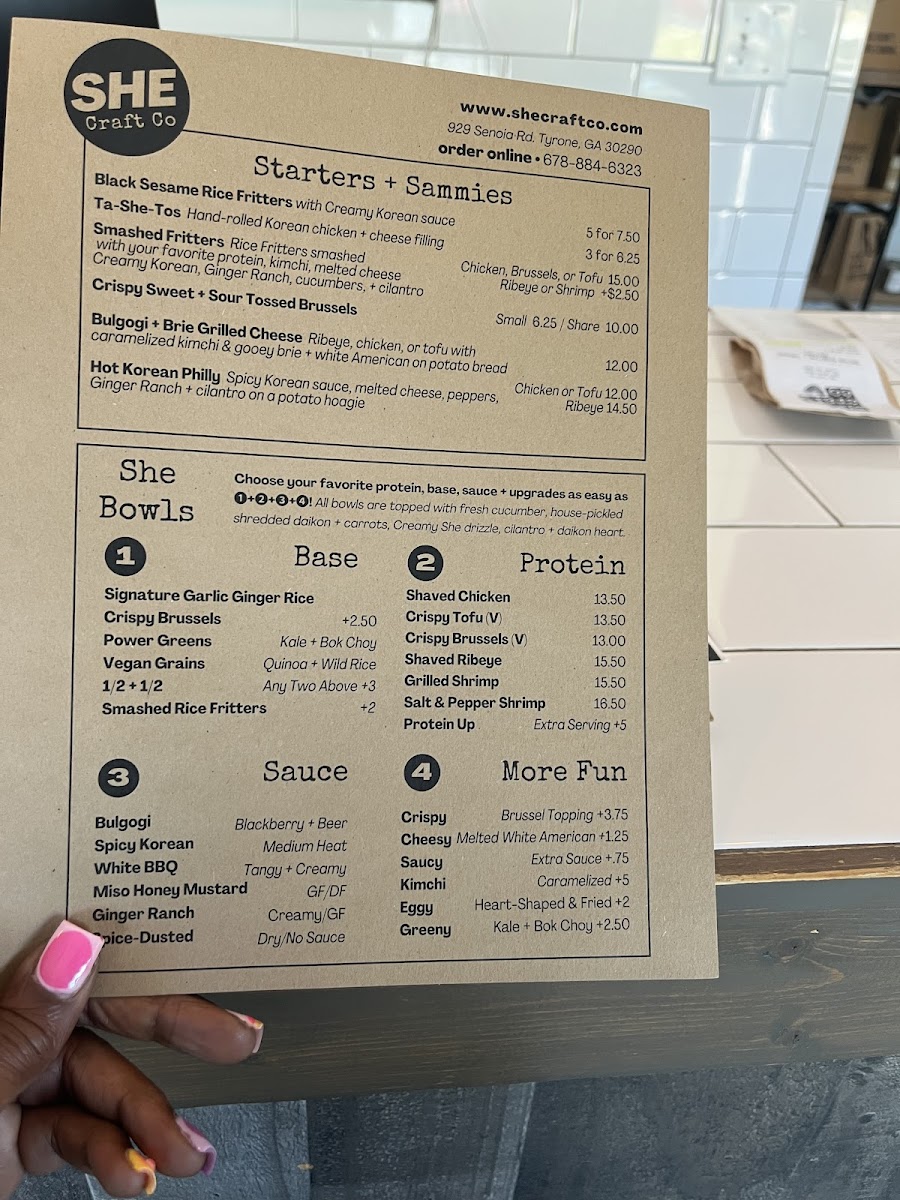 SHE
Craft Co
www.shecraftco.com
929 Senoia Rd. Tyrone, GA 30290
order online • 678-884-6323
Starters + Sammies
Black Sesame Rice Fritters with Creamy Korean sauce 5 for 7.50
Ta-She-Tos Hand-rolled Korean chicken + cheese filling 3 for 6.25
Smashed Fritters Rice Fritters smashed
with your favorite protein, kimchi, melted cheese Chicken, Brussels, or Tofu 15.00
Creamy Korean, Ginger Ranch, cucumbers, + cilantro Ribeye or Shrimp +$2.50
Crispy Sweet + Sour Tossed Brussels Small 6.25 / Share 10.00
Bulgogi + Brie Grilled Cheese Ribeye, chicken, or tofu with
caramelized kimchi & gooey brie + white American on potato bread 12.00
Hot Korean Philly Spicy Korean sauce, melted cheese, peppers, Chicken or Tofu 12.00
Ginger Ranch + cilantro on a potato hoagie Ribeye 14.50
She
Bowls
Choose your favorite protein, base, sauce + upgrades as easy as
❶+❷+❸+❹! All bowls are topped with fresh cucumber, house-pickled
shredded daikon + carrots, Creamy She drizzle, cilantro + daikon heart.
1 Base
Signature Garlic Ginger Rice
Crispy Brussels +2.50
Power Greens Kale + Bok Choy
Vegan Grains Quinoa + Wild Rice
1/2 + 1/2 Any Two Above +3
Smashed Rice Fritters +2
2 Protein
Shaved Chicken 13.50
Crispy Tofu (V) 13.50
Crispy Brussels (V) 13.00
Shaved Ribeye 15.50
Grilled Shrimp 15.50
Salt & Pepper Shrimp 16.50
Protein Up Extra Serving +5
3 Sauce
Bulgogi Blackberry + Beer
Spicy Korean Medium Heat
White BBQ Tangy + Creamy
Miso Honey Mustard GF/DF
Ginger Ranch Creamy/GF
Spice-Dusted Dry/No Sauce
4 More Fun
Crispy Brussel Topping +3.75
Cheesy Melted White American +1.25
Saucy Extra Sauce +.75
Kimchi Caramelized +5
Eggy Heart-Shaped & Fried +2
Greeny Kale + Bok Choy +2.50